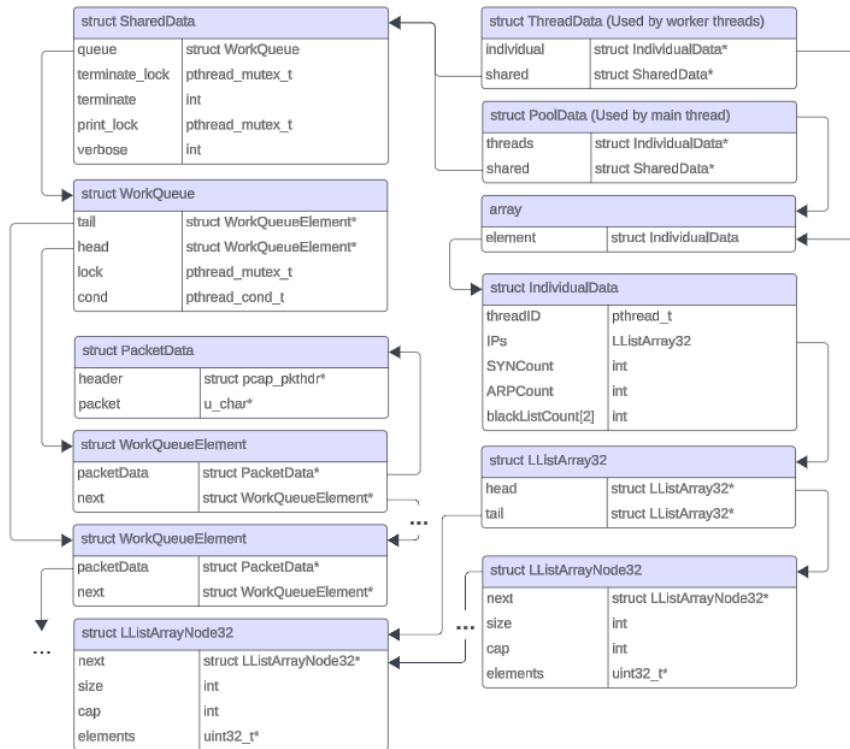 struct SharedData
queue struct WorkQueue
terminate_lock pthread_mutex_t
terminate int
print_lock pthread_mutex_t
verbose int
struct WorkQueue
tail struct WorkQueueElement*
head struct WorkQueueElement*
lock pthread_mutex_t
cond pthread_cond_t
struct PacketData
header struct pcap_pkthdr*
packet u_char*
struct WorkQueueElement
packetData struct PacketData*
next struct WorkQueueElement*
...
struct WorkQueueElement
packetData struct PacketData*
next struct WorkQueueElement*
...
struct LListArrayNode32
next struct LListArrayNode32*
size int
cap int
elements uint32_t*
struct ThreadData (Used by worker threads)
individual struct IndividualData*
shared struct SharedData*
struct PoolData (Used by main thread)
threads struct IndividualData*
shared struct SharedData*
array
element struct IndividualData
struct IndividualData
threadID pthread_t
IPs LListArray32
SYNCount int
ARPCount int
blackListCount[2] int
struct LListArray32
head struct LListArray32*
tail struct LListArray32*
struct LListArrayNode32
next struct LListArrayNode32*
size int
cap int
elements uint32_t*
...